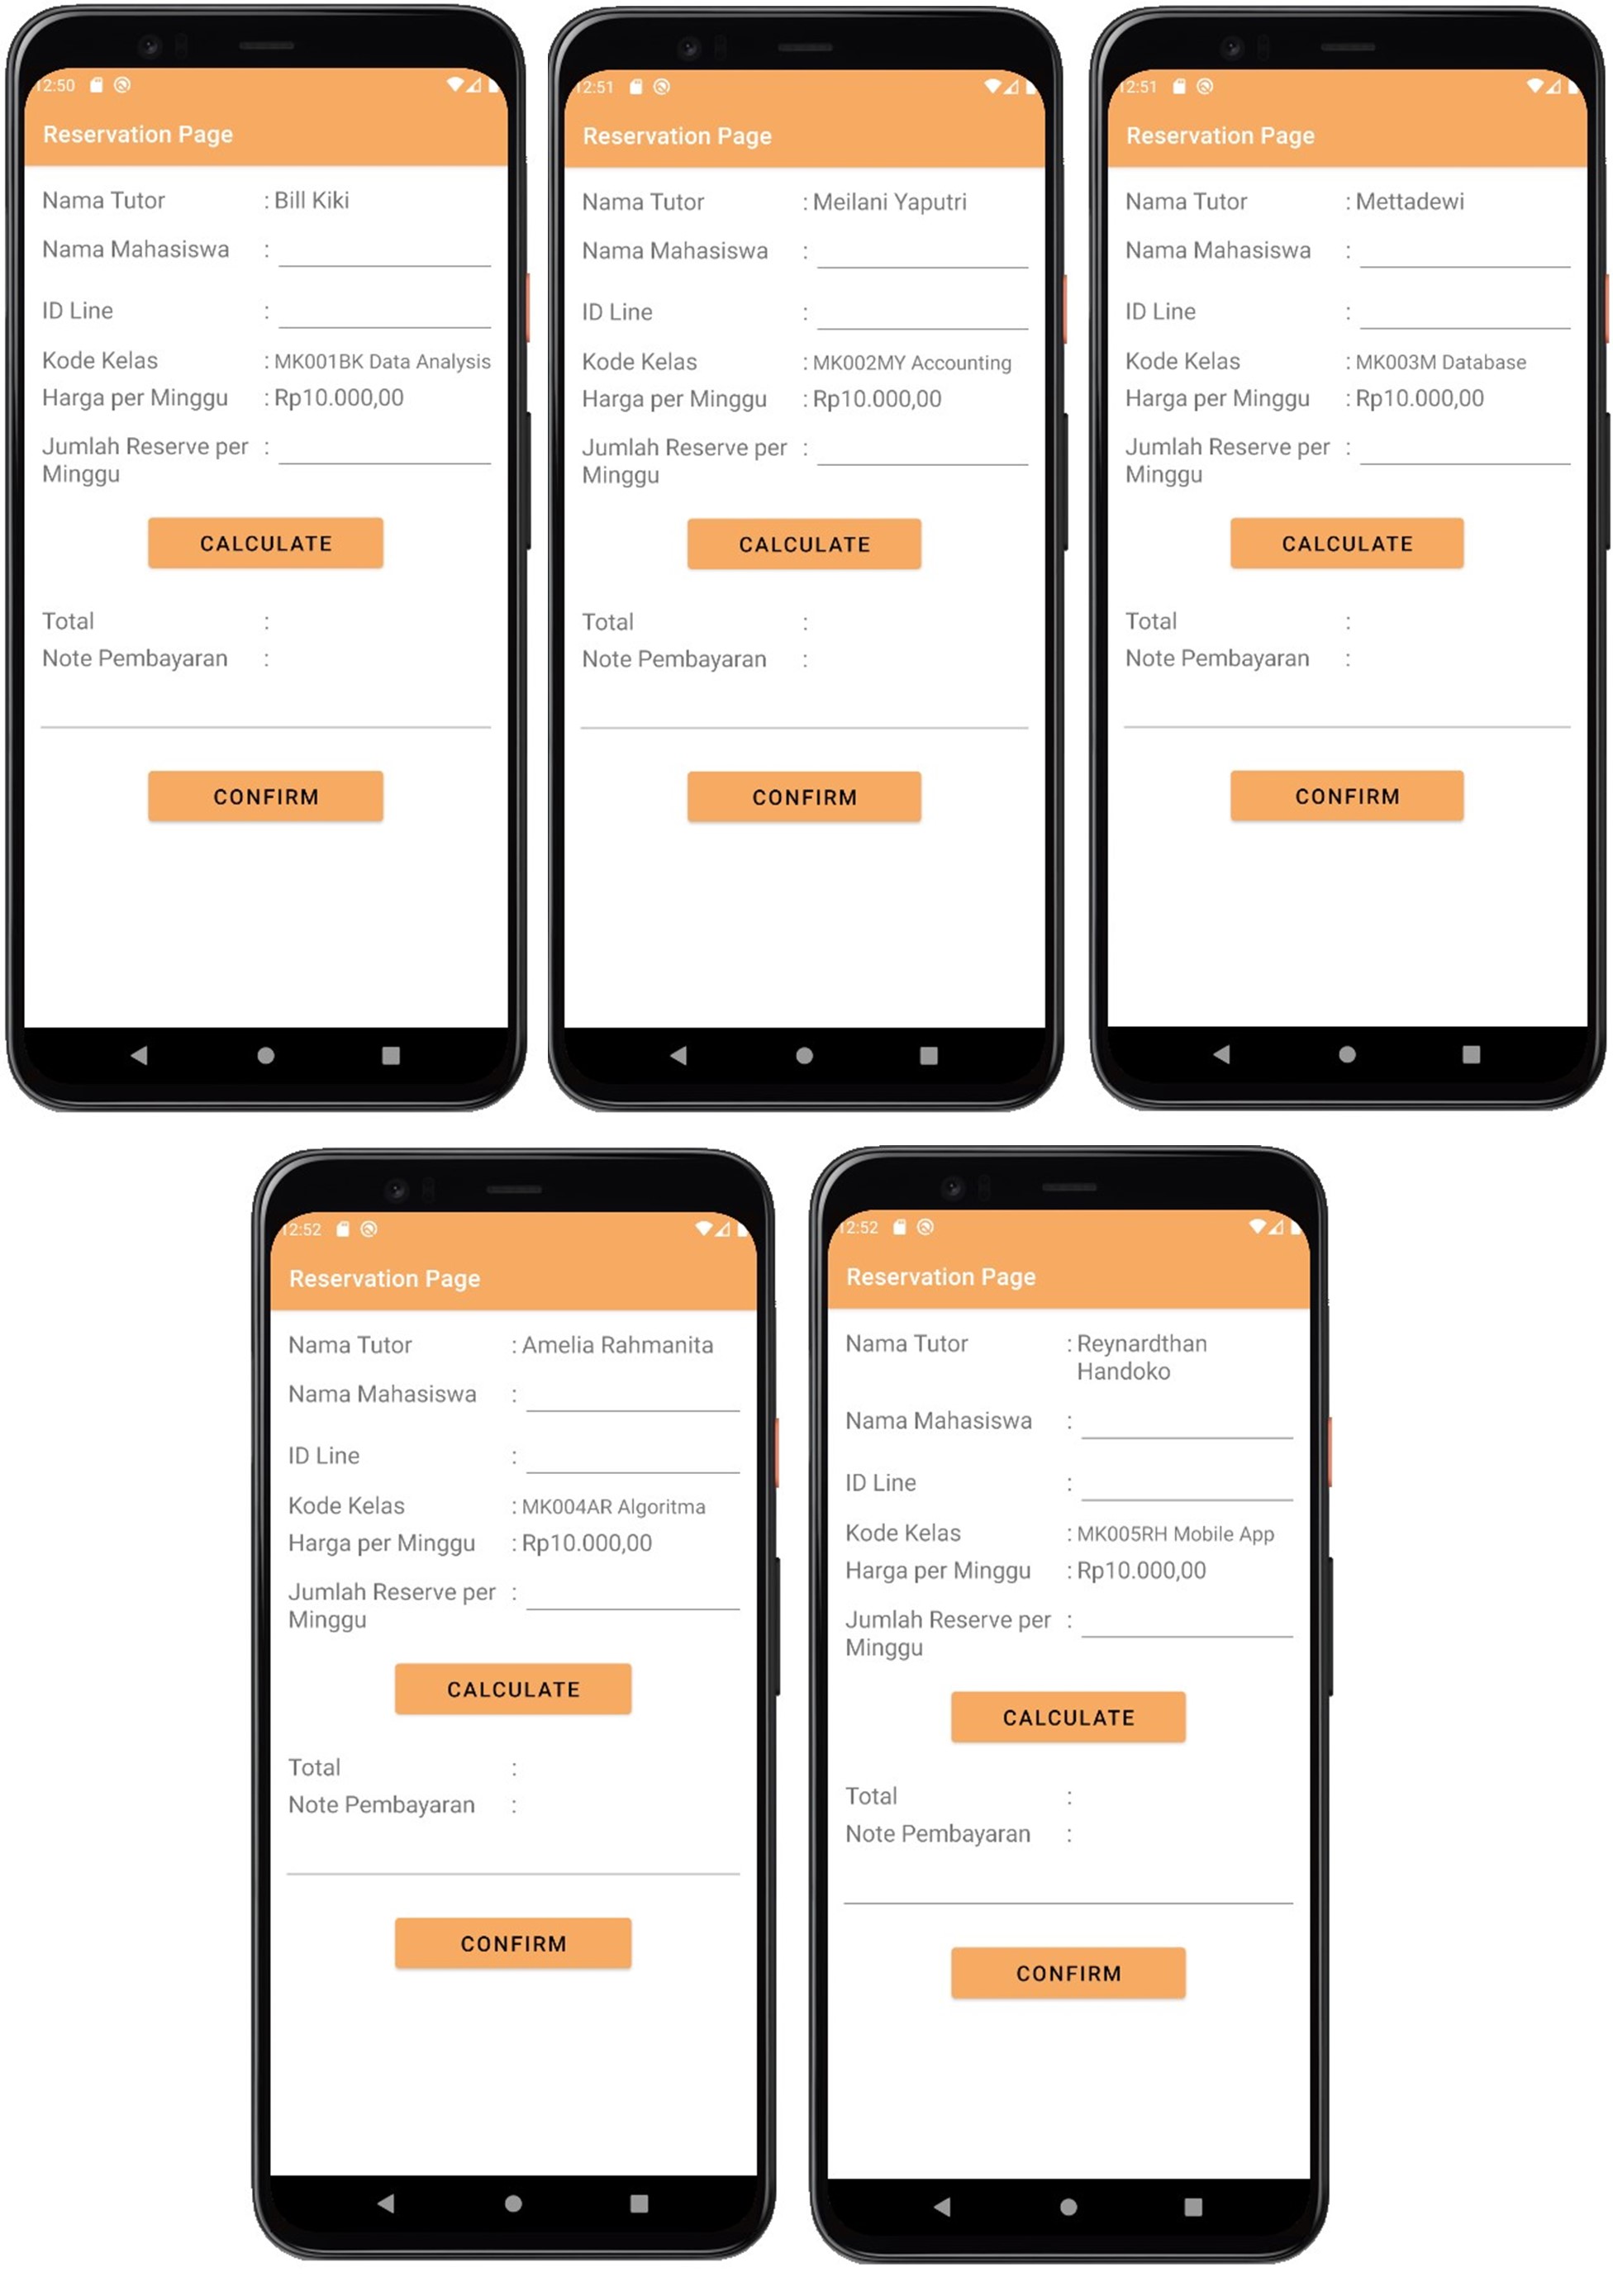 12:50
Reservation Page
Nama Tutor : Bill Kiki
Nama Mahasiswa :
ID Line :
Kode Kelas : MK001BK Data Analysis
Harga per Minggu : Rp10.000,00
Jumlah Reserve per :
Minggu
CALCULATE
Total :
Note Pembayaran :
CONFIRM
12:51
Reservation Page
Nama Tutor : Meilani Yaputri
Nama Mahasiswa :
ID Line :
Kode Kelas : MK002MY Accounting
Harga per Minggu : Rp10.000,00
Jumlah Reserve per :
Minggu
CALCULATE
Total :
Note Pembayaran :
CONFIRM
12:51
Reservation Page
Nama Tutor : Mettadewi
Nama Mahasiswa :
ID Line :
Kode Kelas : MK003M Database
Harga per Minggu : Rp10.000,00
Jumlah Reserve per :
Minggu
CALCULATE
Total :
Note Pembayaran :
CONFIRM
12:52
Reservation Page
Nama Tutor : Amelia Rahmanita
Nama Mahasiswa :
ID Line :
Kode Kelas : MK004AR Algoritma
Harga per Minggu : Rp10.000,00
Jumlah Reserve per :
Minggu
CALCULATE
Total :
Note Pembayaran :
CONFIRM
12:52
Reservation Page
Nama Tutor : Reynardthan
Handoko
Nama Mahasiswa :
ID Line :
Kode Kelas : MK005RH Mobile App
Harga per Minggu : Rp10.000,00
Jumlah Reserve per :
Minggu
CALCULATE
Total :
Note Pembayaran :
CONFIRM